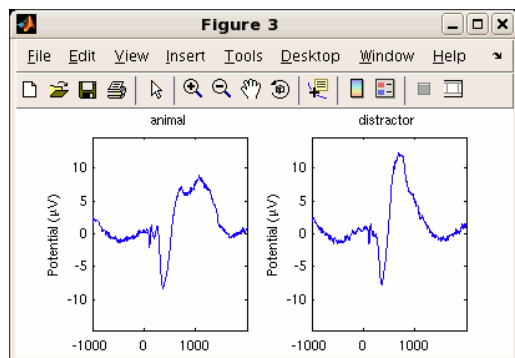 Figure 3
File Edit View Insert Tools Desktop Window Help
animal distractor
Potential (μV) Potential (μV)
10 10
5 5
0 0
-5 -5
-10 -10
-1000 0 1000 -1000 0 1000